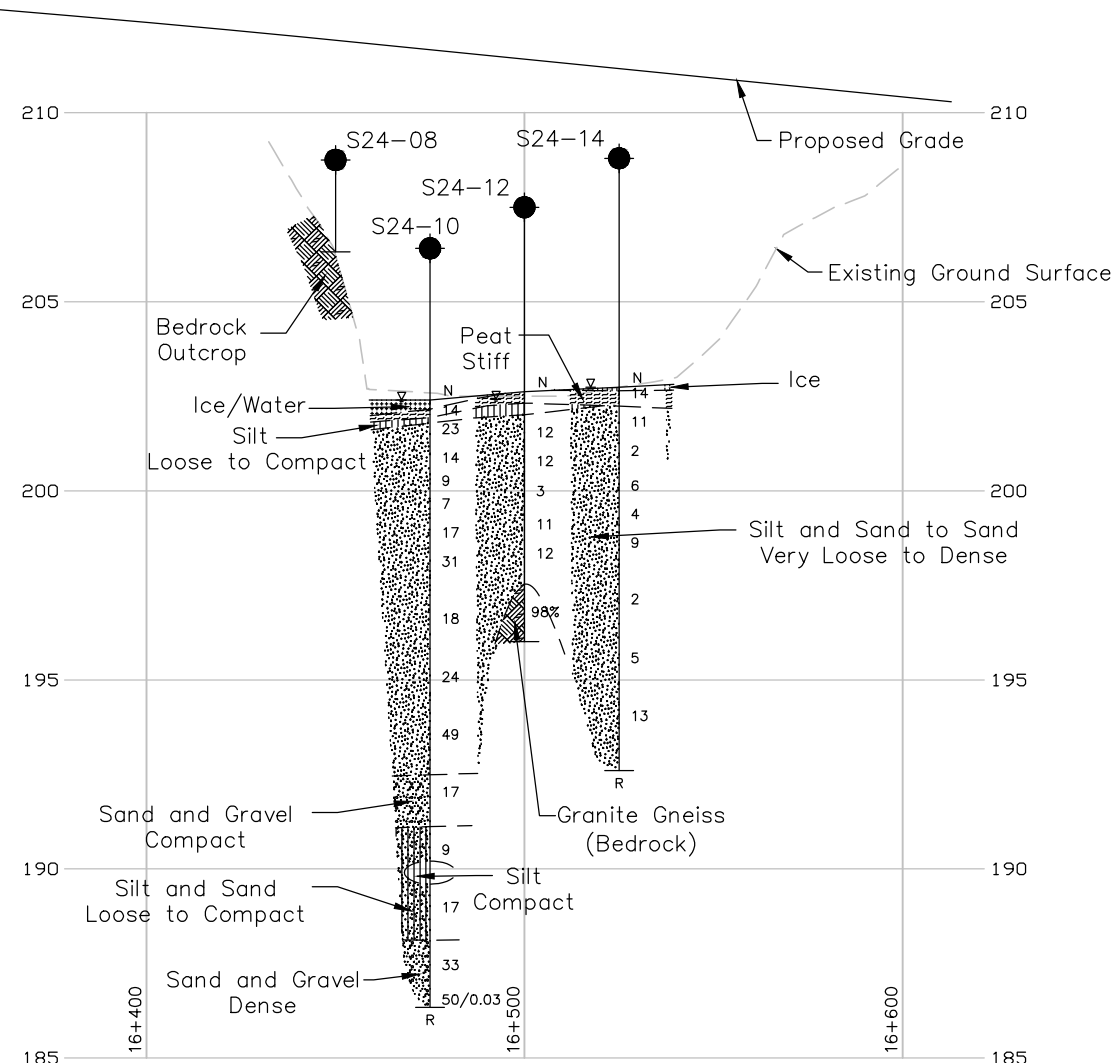 210
210
Proposed Grade
S24-08
S24-14
S24-12
S24-10
Existing Ground Surface
205
205
Bedrock
Outcrop
Peat
Stiff
Ice
Ice/Water
Silt
Loose to Compact
N
14
23
14
9
7
17
31
18
24
49
17
9
17
33
50/0.03
R
N
12
12
3
11
12
98%
N
14
11
2
6
4
9
2
5
13
R
200
200
Silt and Sand to Sand
Very Loose to Dense
195
195
Sand and Gravel
Compact
Granite Gneiss
(Bedrock)
190
190
Silt and Sand
Loose to Compact
Silt
Compact
Sand and Gravel
Dense
16+400
16+500
16+600
185
185